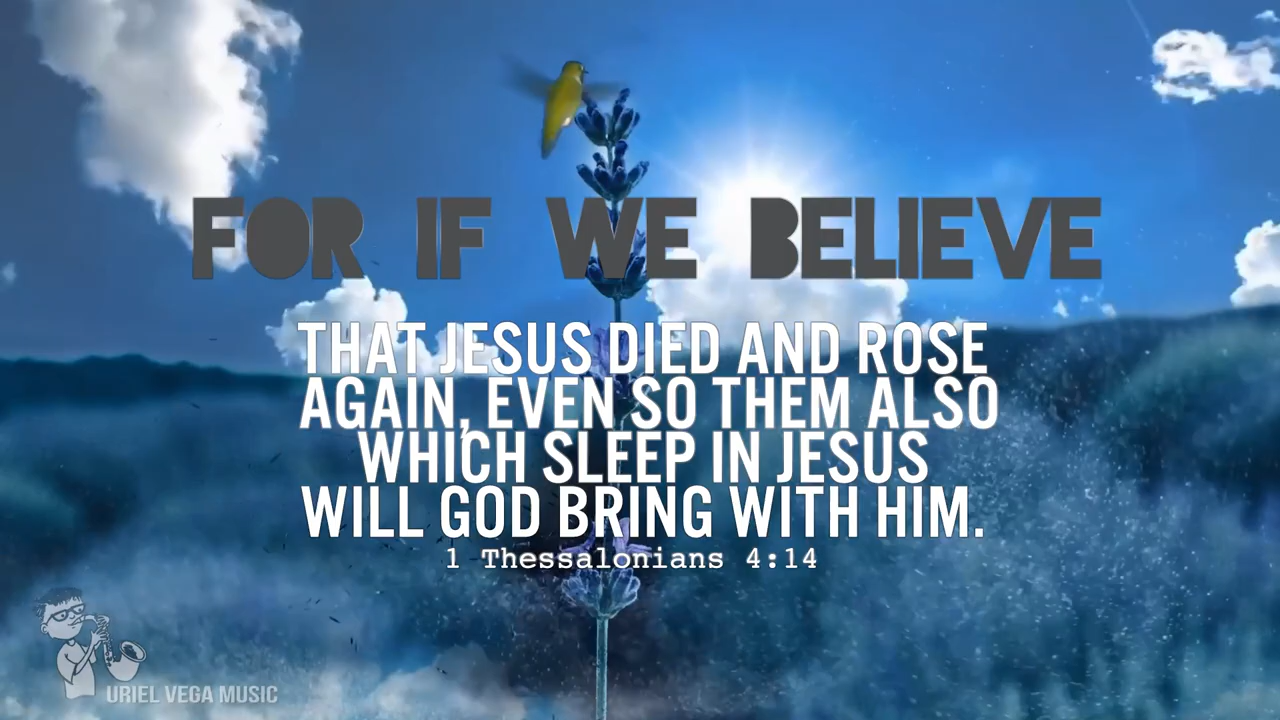 FOR IF WE BELIEVE
THAT JESUS DIED AND ROSE
AGAIN, EVEN SO THEM ALSO
WHICH SLEEP IN JESUS
WILL GOD BRING WITH HIM.
1 Thessalonians 4:14
URIEL VEGA MUSIC